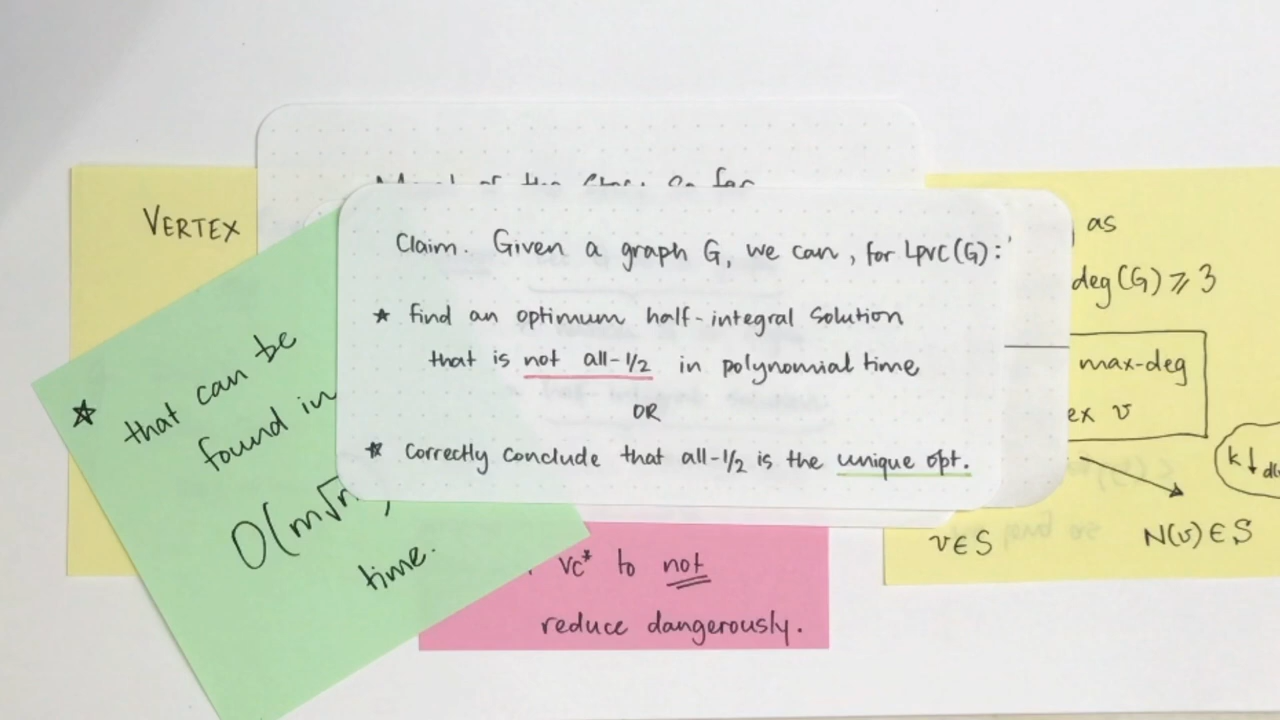 VERTEX
so far
Claim. Given a graph G, we can, for LPVC(G):
★ find an optimum half-integral solution
that is not all-1/2 in polynomial time
OR
★ Correctly conclude that all-1/2 is the unique opt.
★ that can be
found in
O(m√n)
time.
VC* to not
reduce dangerously.
as
deg(G) ⩾ 3
max-deg
ex v
k↓
v∈S
N(v)∈S